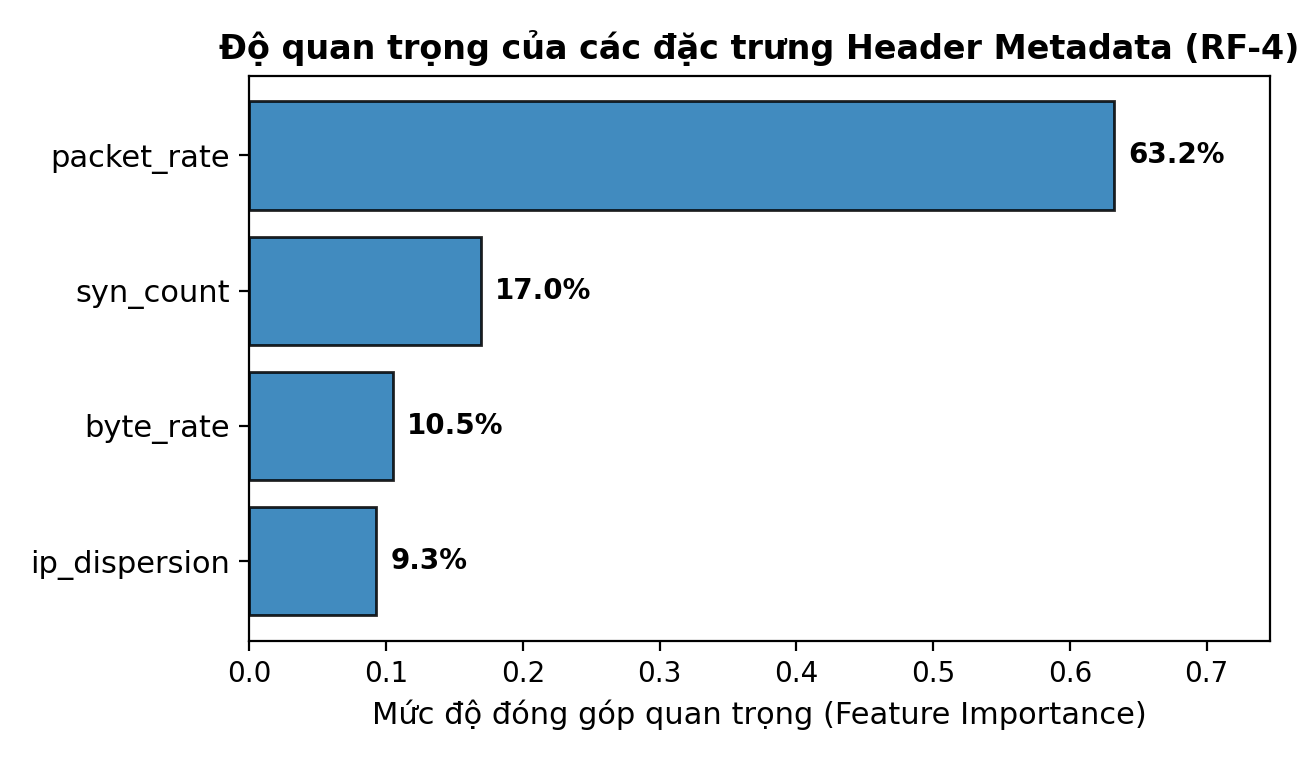 Độ quan trọng của các đặc trưng Header Metadata (RF-4)
packet_rate
63.2%
syn_count
17.0%
byte_rate
10.5%
ip_dispersion
9.3%
0.0 0.1 0.2 0.3 0.4 0.5 0.6 0.7
Mức độ đóng góp quan trọng (Feature Importance)